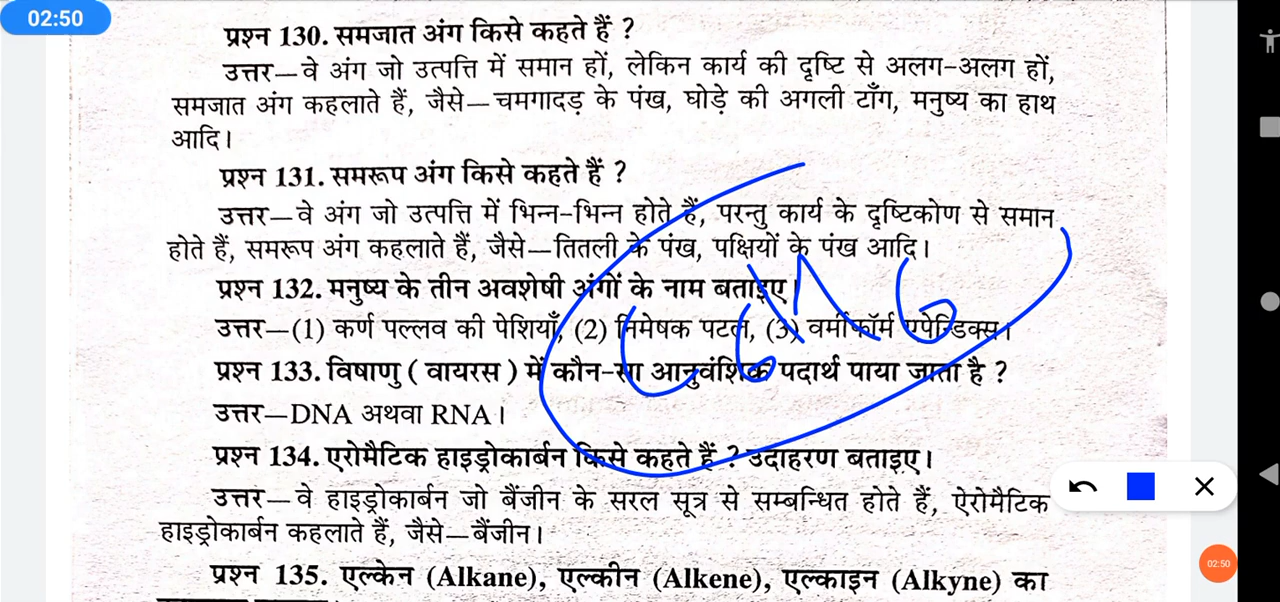 02:50
प्रश्न 130. समजात अंग किसे कहते हैं ?
उत्तर—वे अंग जो उत्पत्ति में समान हों, लेकिन कार्य की दृष्टि से अलग-अलग हों,
समजात अंग कहलाते हैं, जैसे—चमगादड़ के पंख, घोड़े की अगली टाँग, मनुष्य का हाथ
आदि।
प्रश्न 131. समरूप अंग किसे कहते हैं ?
उत्तर—वे अंग जो उत्पत्ति में भिन्न-भिन्न होते हैं, परन्तु कार्य के दृष्टिकोण से समान
होते हैं, समरूप अंग कहलाते हैं, जैसे—तितली के पंख, पक्षियों के पंख आदि।
प्रश्न 132. मनुष्य के तीन अवशेषी अंगों के नाम बताइए।
उत्तर—(1) कर्ण पल्लव की पेशियाँ, (2) निमेषक पटल, (3) वर्मीफॉर्म एपेन्डिक्स।
प्रश्न 133. विषाणु ( वायरस ) में कौन-सा आनुवंशिक पदार्थ पाया जाता है ?
उत्तर—DNA अथवा RNA।
प्रश्न 134. एरोमैटिक हाइड्रोकार्बन किसे कहते हैं ? उदाहरण बताइए।
उत्तर—वे हाइड्रोकार्बन जो बैंजीन के सरल सूत्र से सम्बन्धित होते हैं, ऐरोमैटिक
हाइड्रोकार्बन कहलाते हैं, जैसे—बैंजीन।
प्रश्न 135. एल्केन (Alkane), एल्कीन (Alkene), एल्काइन (Alkyne) का
02:50